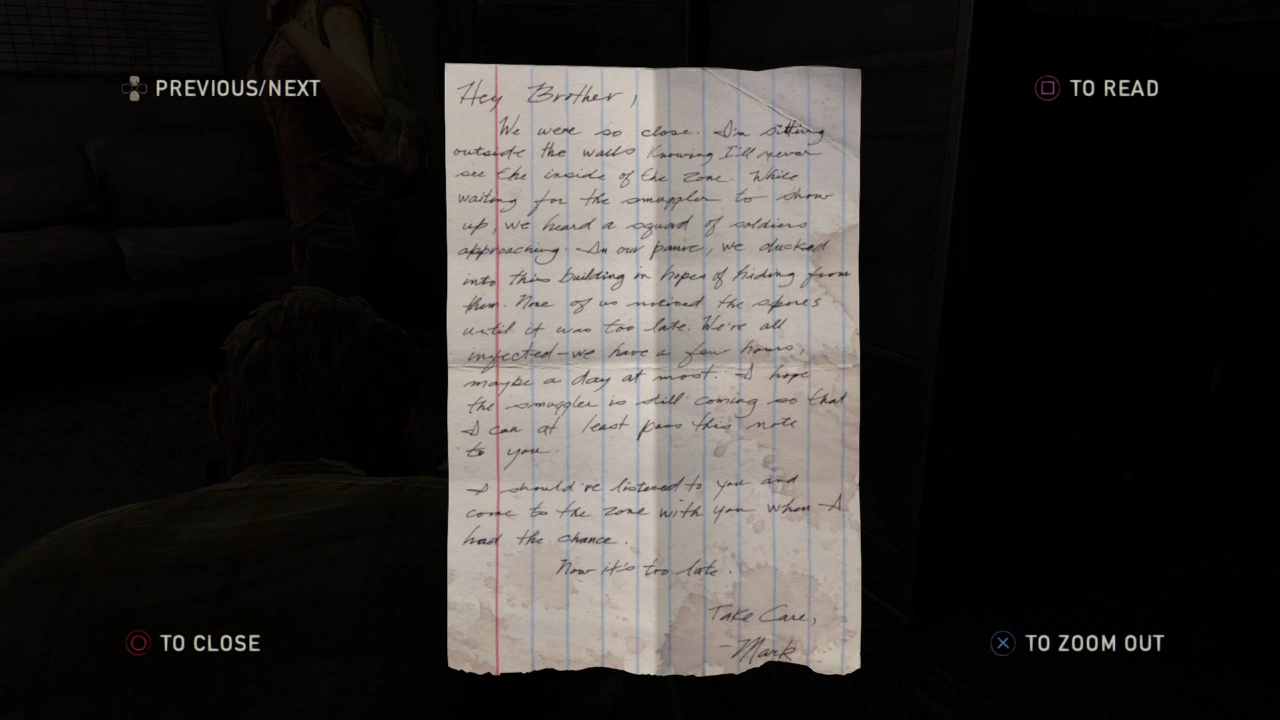 PREVIOUS/NEXT
TO READ
Hey Brother,
We were so close. I'm sitting
outside the walls knowing I'll never
see the inside of the zone. While
waiting for the smuggler to show
up, we heard a squad of soldiers
approaching. In our panic, we ducked
into this building in hopes of hiding from
them. None of us noticed the spores
until it was too late. We're all
infected-we have a few hours,
maybe a day at most. I hope
the smuggler is still coming so that
I can at least pass this note
to you.
I should've listened to you and
come to the zone with you when I
had the chance.
Now it's too late.
Take Care,
-Mark
TO CLOSE
TO ZOOM OUT